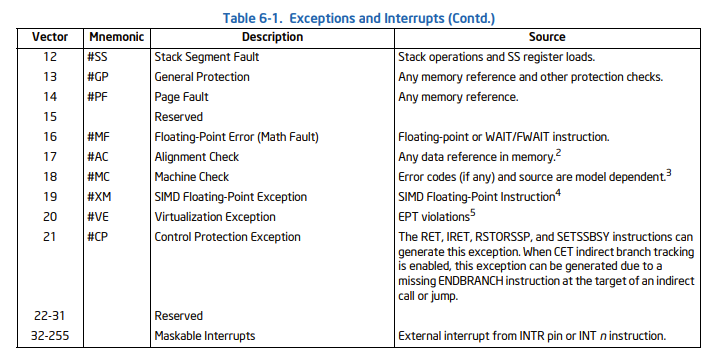 Table 6-1. Exceptions and Interrupts (Contd.)
Vector Mnemonic Description Source
12 #SS Stack Segment Fault Stack operations and SS register loads.
13 #GP General Protection Any memory reference and other protection checks.
14 #PF Page Fault Any memory reference.
15 Reserved
16 #MF Floating-Point Error (Math Fault) Floating-point or WAIT/FWAIT instruction.
17 #AC Alignment Check Any data reference in memory.2
18 #MC Machine Check Error codes (if any) and source are model dependent.3
19 #XM SIMD Floating-Point Exception SIMD Floating-Point Instruction4
20 #VE Virtualization Exception EPT violations5
21 #CP Control Protection Exception The RET, IRET, RSTORSSP, and SETSSBSY instructions can
generate this exception. When CET indirect branch tracking
is enabled, this exception can be generated due to a
missing ENDBRANCH instruction at the target of an indirect
call or jump.
22-31 Reserved
32-255 Maskable Interrupts External interrupt from INTR pin or INT n instruction.